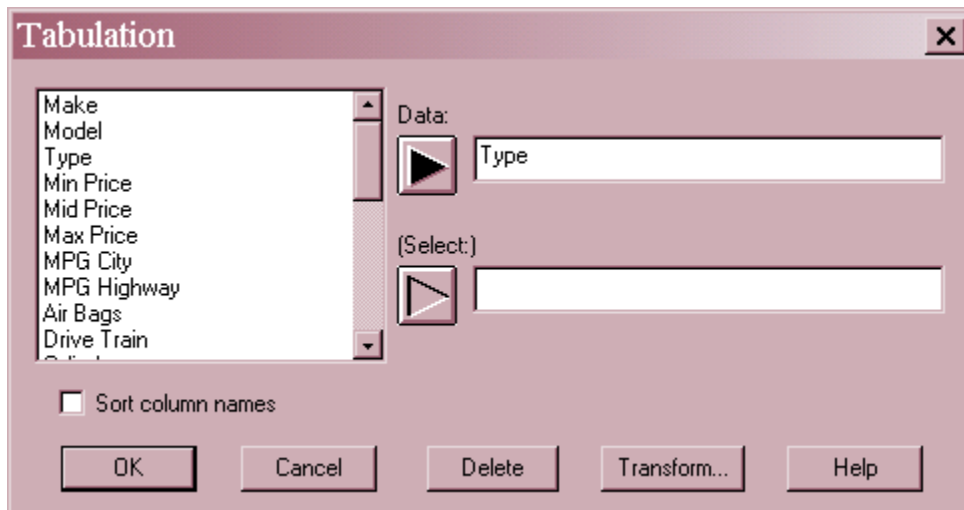 Tabulation
Make
Model
Type
Min Price
Mid Price
Max Price
MPG City
MPG Highway
Air Bags
Drive Train
Data:
Type
(Select:)
Sort column names
OK
Cancel
Delete
Transform...
Help